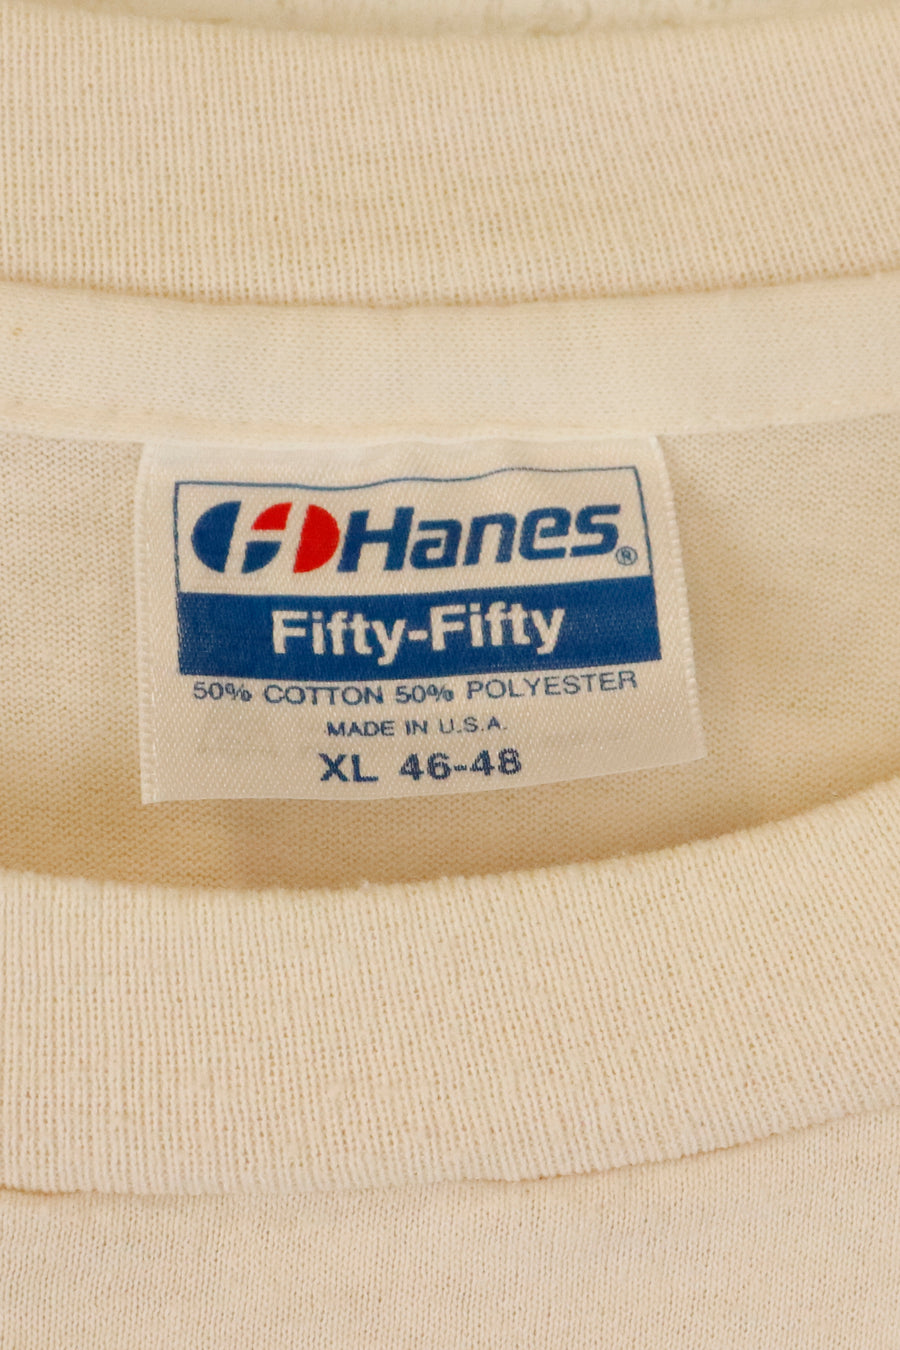 Hanes®
Fifty-Fifty
50% COTTON 50% POLYESTER
MADE IN U.S.A.
XL 46-48